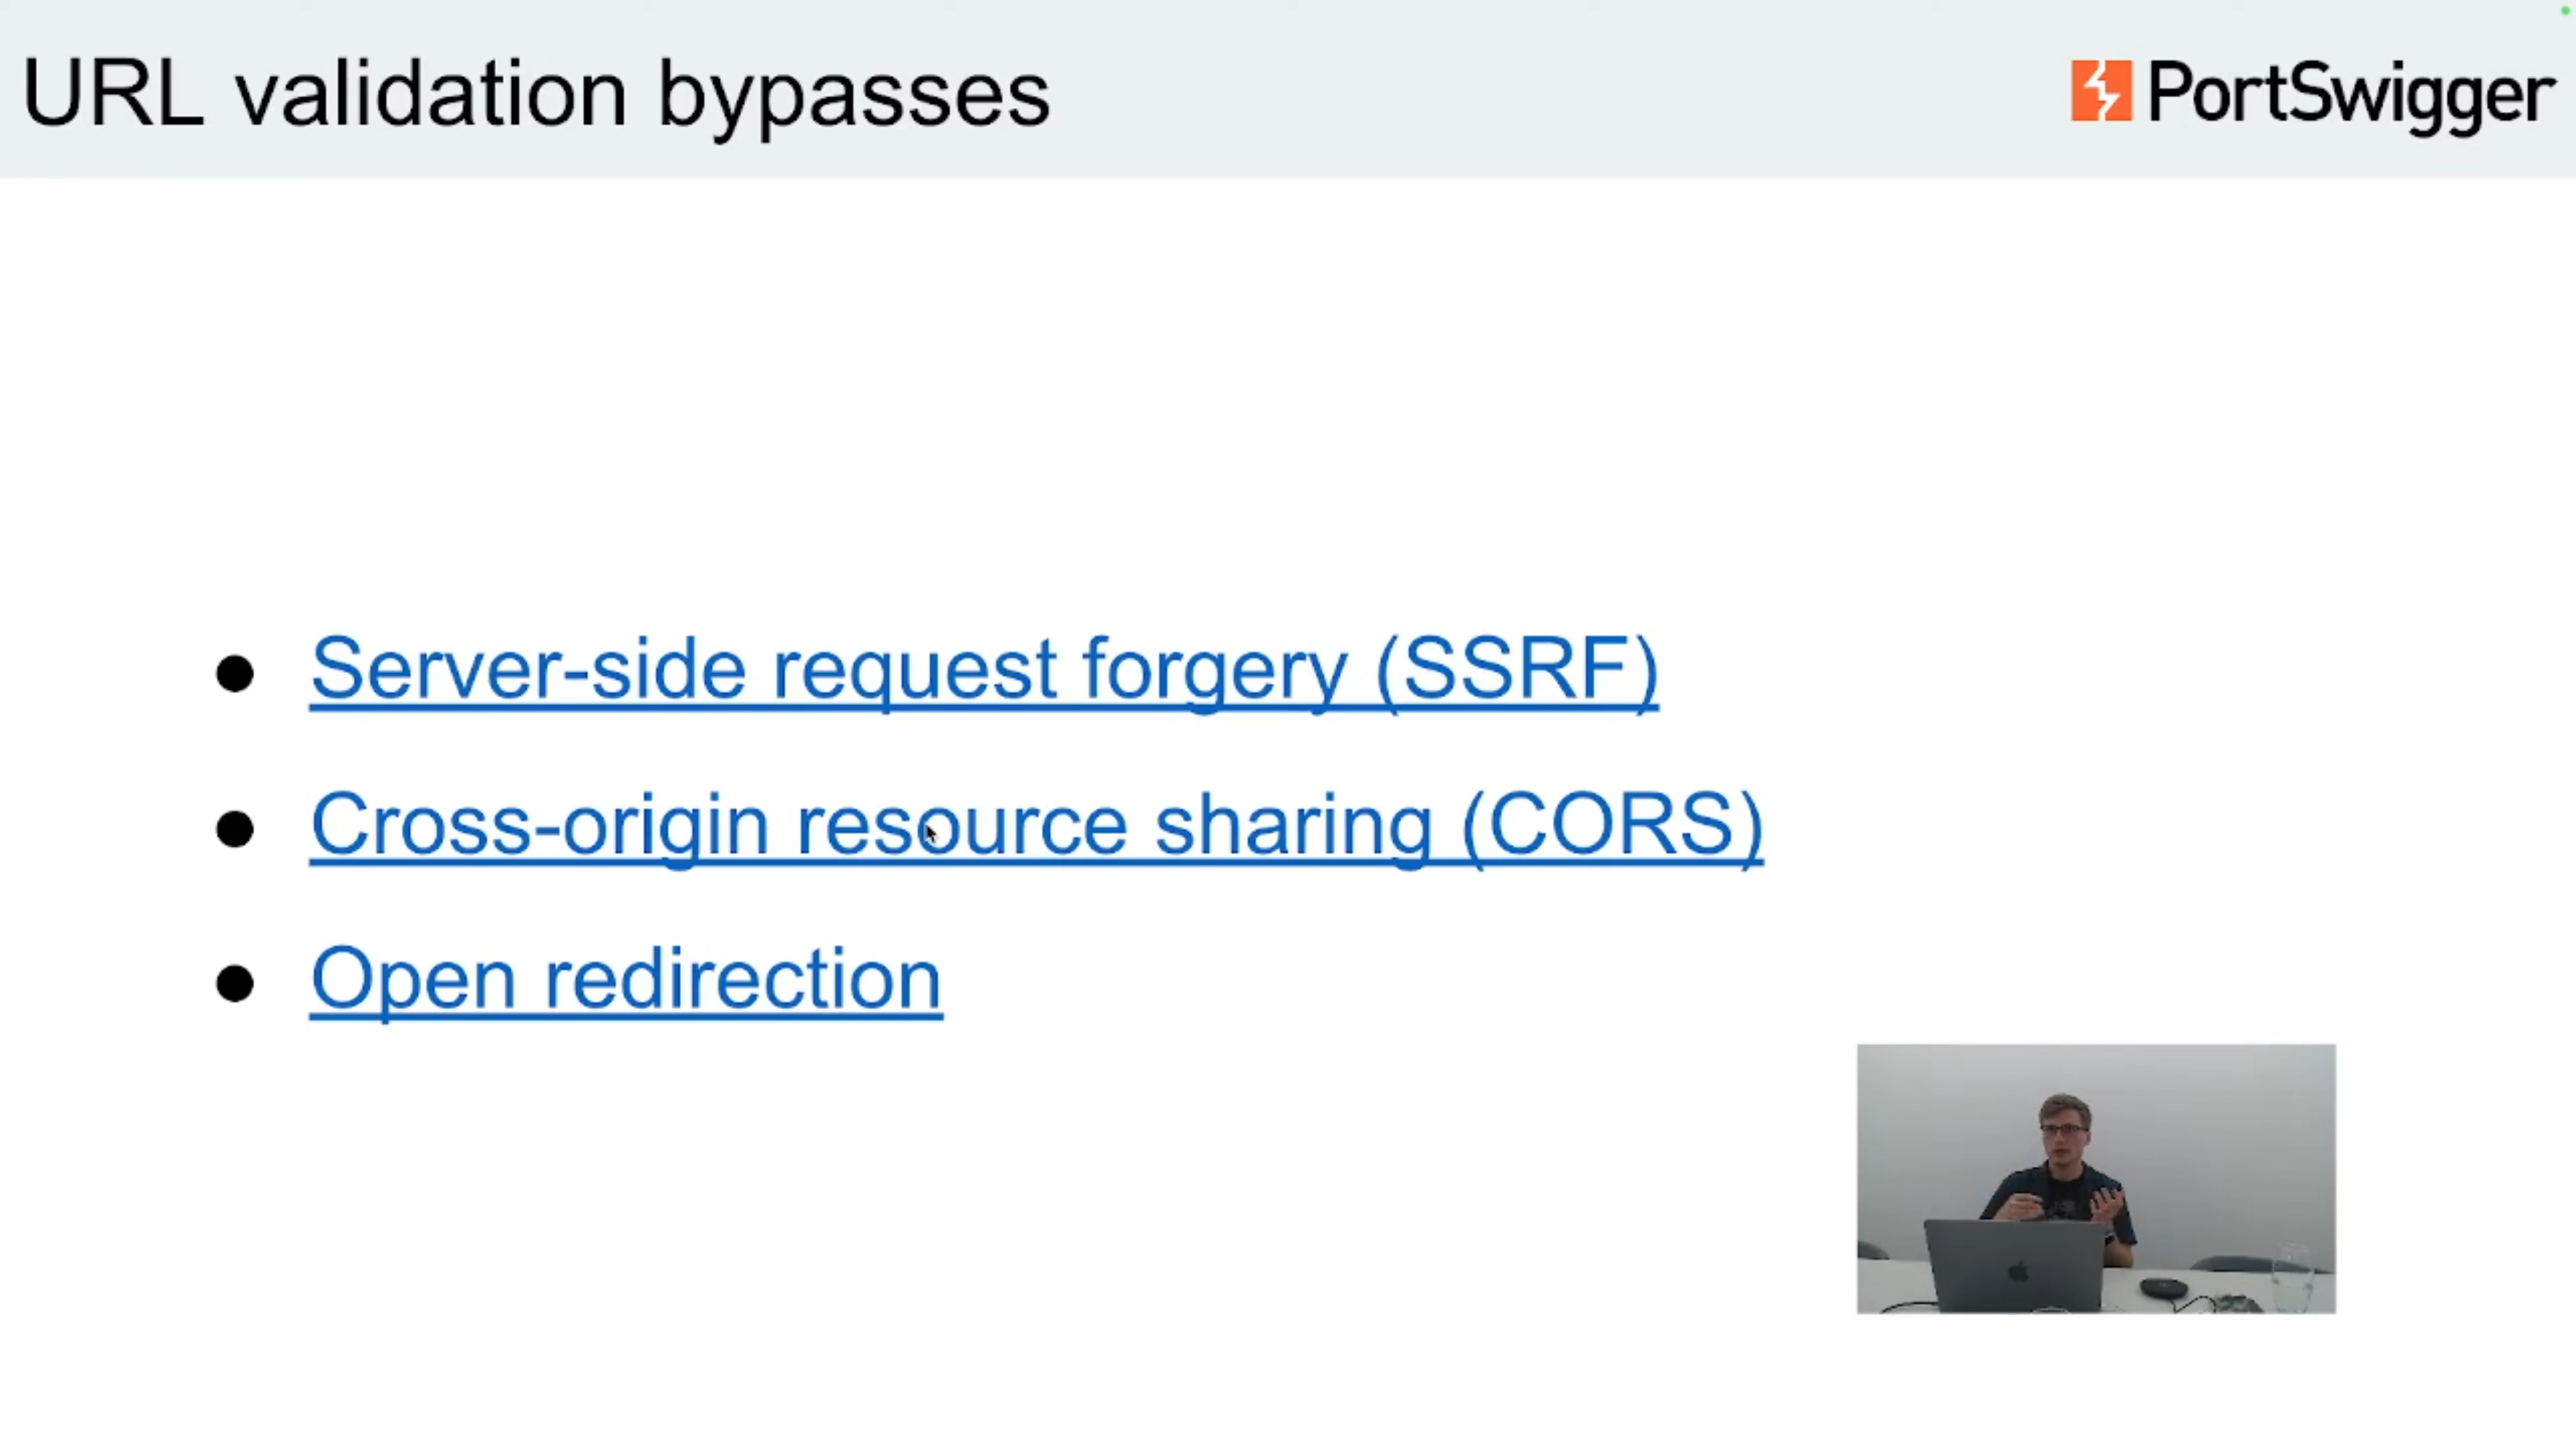 URL validation bypasses
PortSwigger
Server-side request forgery (SSRF)
Cross-origin resource sharing (CORS)
Open redirection